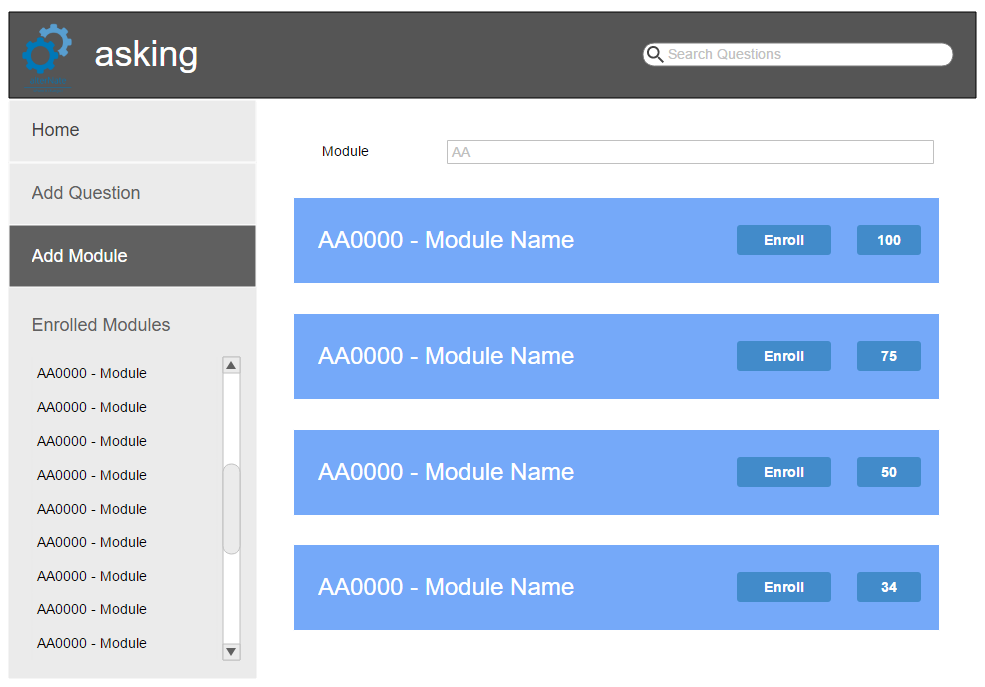 asking
Search Questions
Home
Add Question
Add Module
Enrolled Modules
AA0000 - Module
AA0000 - Module
AA0000 - Module
AA0000 - Module
AA0000 - Module
AA0000 - Module
AA0000 - Module
AA0000 - Module
AA0000 - Module
Module AA
AA0000 - Module Name Enroll 100
AA0000 - Module Name Enroll 75
AA0000 - Module Name Enroll 50
AA0000 - Module Name Enroll 34